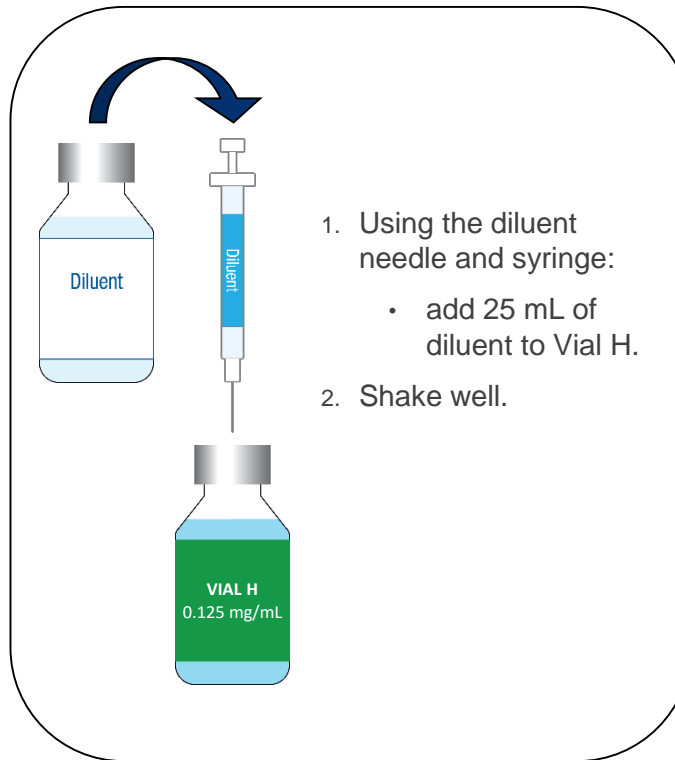 Diluent
Diluent
1. Using the diluent
needle and syringe:
• add 25 mL of
diluent to Vial H.
2. Shake well.
VIAL H
0.125 mg/mL